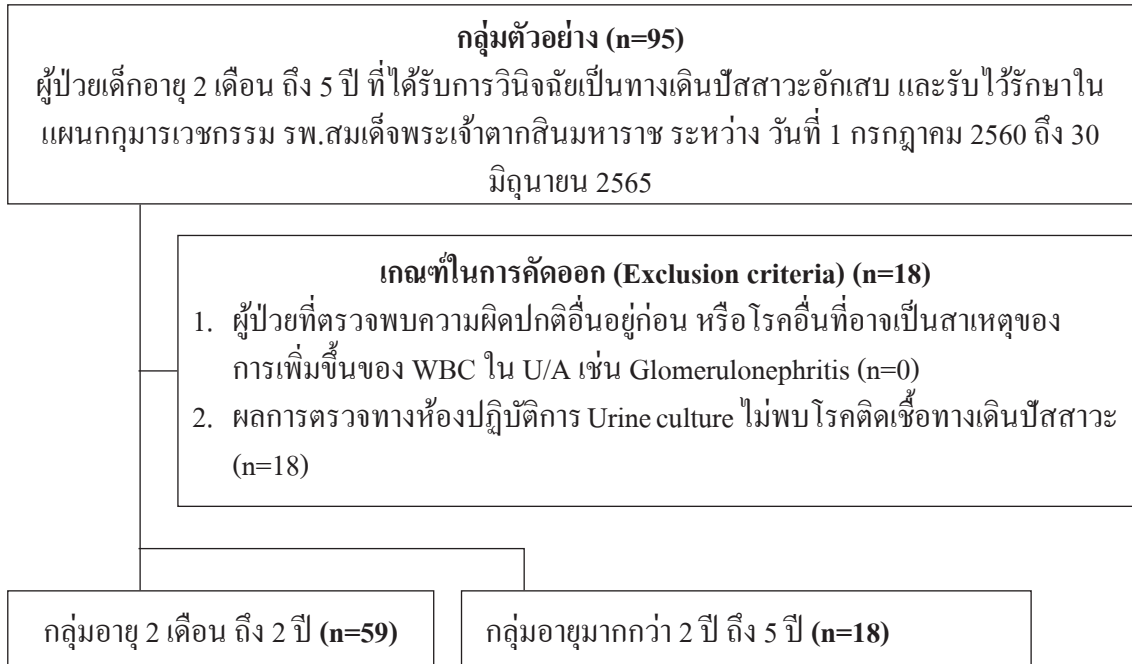 กลุ่มตัวอย่าง (n=95)
ผู้ป่วยเด็กอายุ 2 เดือน ถึง 5 ปี ที่ได้รับการวินิจฉัยเป็นทางเดินปัสสาวะอักเสบ และรับไว้รักษาใน
แผนกกุมารเวชกรรม รพ.สมเด็จพระเจ้าตากสินมหาราช ระหว่าง วันที่ 1 กรกฎาคม 2560 ถึง 30
มิถุนายน 2565
เกณฑ์ในการคัดออก (Exclusion criteria) (n=18)
1. ผู้ป่วยที่ตรวจพบความผิดปกติอื่นอยู่ก่อน หรือโรคอื่นที่อาจเป็นสาเหตุของ
การเพิ่มขึ้นของ WBC ใน U/A เช่น Glomerulonephritis (n=0)
2. ผลการตรวจทางห้องปฏิบัติการ Urine culture ไม่พบโรคติดเชื้อทางเดินปัสสาวะ
(n=18)
กลุ่มอายุ 2 เดือน ถึง 2 ปี (n=59)
กลุ่มอายุมากกว่า 2 ปี ถึง 5 ปี (n=18)